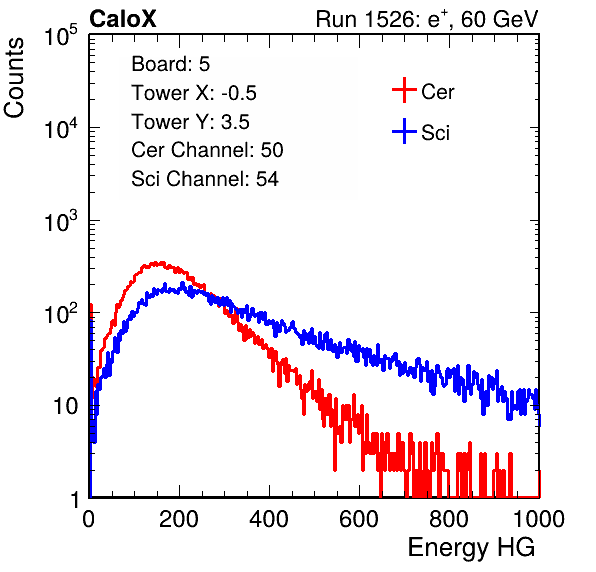 CaloX Run 1526: e⁺, 60 GeV
Counts
10⁵
10⁴
10³
10²
10
1
Board: 5
Tower X: -0.5
Tower Y: 3.5
Cer Channel: 50
Sci Channel: 54
Cer
Sci
0 200 400 600 800 1000
Energy HG